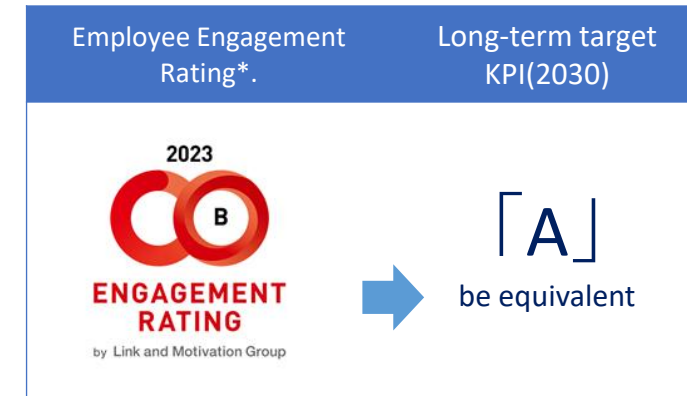 Employee Engagement
Rating*.
Long-term target
KPI(2030)
2023
B
ENGAGEMENT
RATING
by Link and Motivation Group
「A」
be equivalent